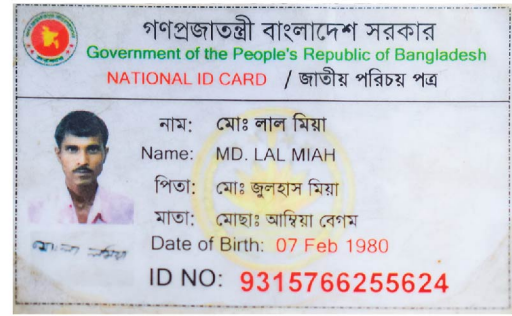 গণপ্রজাতন্ত্রী বাংলাদেশ সরকার
Government of the People's Republic of Bangladesh
NATIONAL ID CARD / জাতীয় পরিচয় পত্র
নাম: মোঃ লাল মিয়া
Name: MD. LAL MIAH
পিতা: মোঃ জুলহাস মিয়া
মাতা: মোছাঃ আম্বিয়া বেগম
Date of Birth: 07 Feb 1980
ID NO: 9315766255624